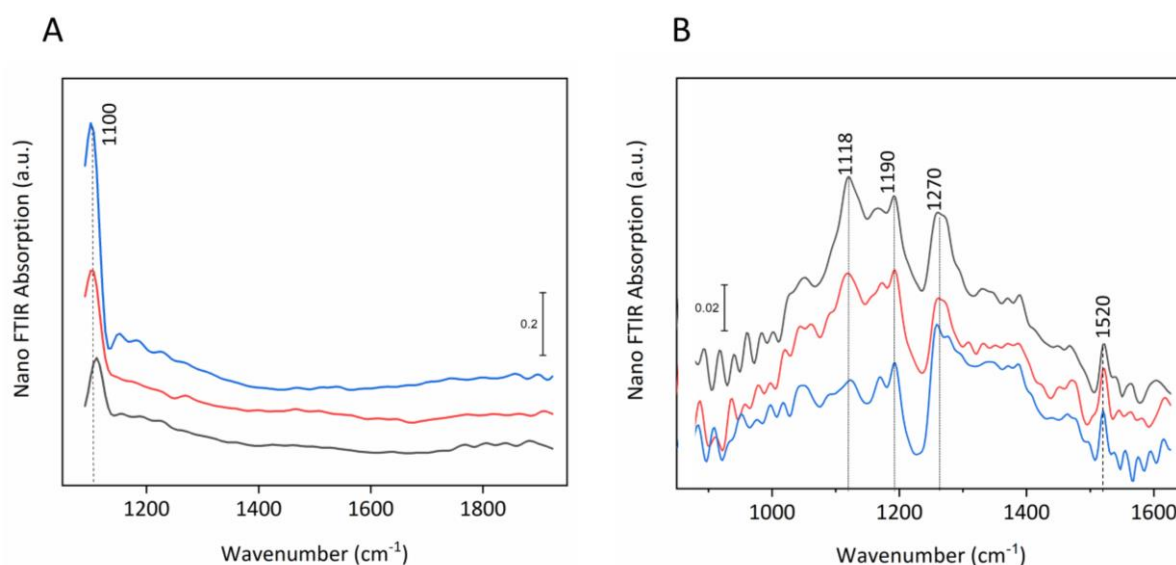 A
Nano FTIR Absorption (a.u.)
1100
0.2
1200 1400 1600 1800
Wavenumber (cm-1)
B
Nano FTIR Absorption (a.u.)
1118
1190
1270
1520
0.02
1000 1200 1400 1600
Wavenumber (cm-1)